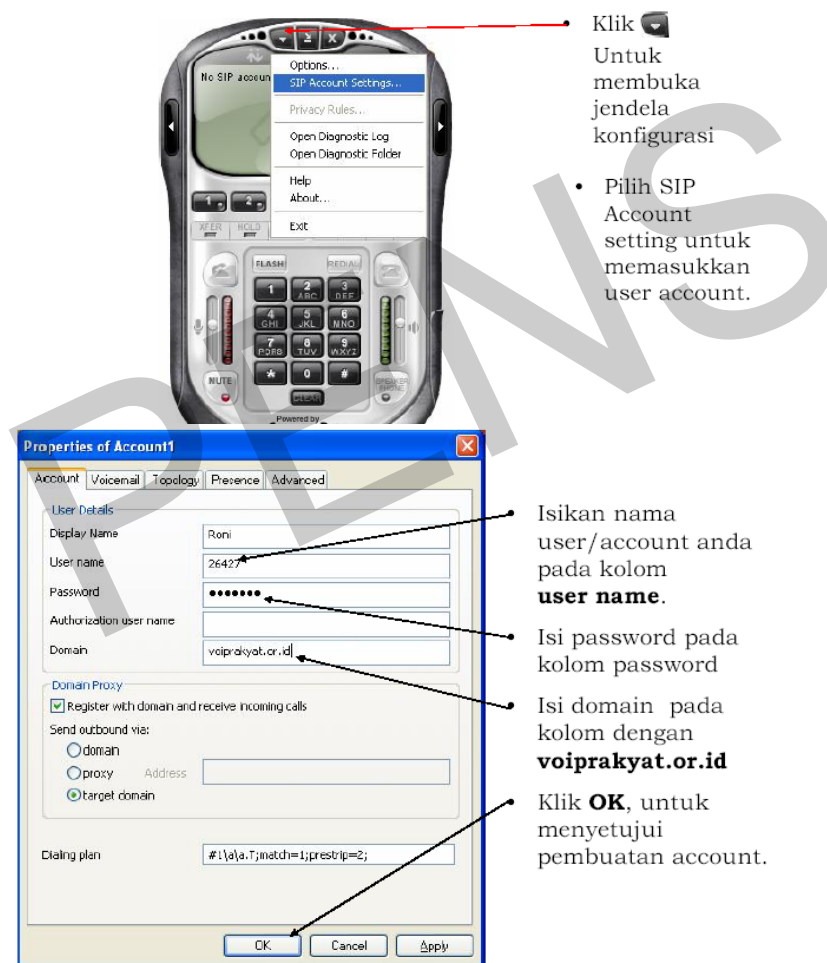 Klik
Untuk
membuka
jendela
konfigurasi
Pilih SIP
Account
setting untuk
memasukkan
user account.
No SIP accoun
Options...
SIP Account Settings...
Privacy Rules...
Open Diagnostic Log
Open Diagnostic Folder
Help
About...
Exit
1 2
XFER HOLD
FLASH REDIAL
1 2 ABC 3 DEF
4 GHI 5 JKL 6 MNO
7 PQRS 8 TUV 9 WXYZ
MUTE * 0 # SPEAKER PHONE
CLEAR
Powered by
PENS
Properties of Account1
Account Voicemail Topology Presence Advanced
User Details
Display Name Roni
User name 26427
Password •••••••
Authorization user name
Domain voiprakyat.or.id
Domain Proxy
Register with domain and receive incoming calls
Send outbound via:
domain
proxy Address
target domain
Dialing plan #1\a\a.T;match=1;prestrip=2;
OK Cancel Apply
Isikan nama
user/account anda
pada kolom
user name.
Isi password pada
kolom password
Isi domain pada
kolom dengan
voiprakyat.or.id
Klik OK, untuk
menyetujui
pembuatan account.